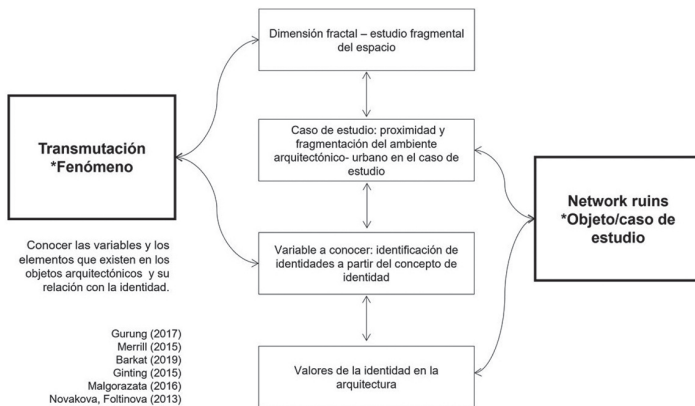 Dimensión fractal – estudio fragmental
del espacio
Transmutación
*Fenómeno
Caso de estudio: proximidad y
fragmentación del ambiente
arquitectónico- urbano en el caso de
estudio
Network ruins
*Objeto/caso de
estudio
Conocer las variables y los
elementos que existen en los
objetos arquitectónicos y su
relación con la identidad.
Variable a conocer: identificación de
identidades a partir del concepto de
identidad
Gurung (2017)
Merrill (2015)
Barkat (2019)
Ginting (2015)
Malgorazata (2016)
Novakova, Foltinova (2013)
Valores de la identidad en la
arquitectura